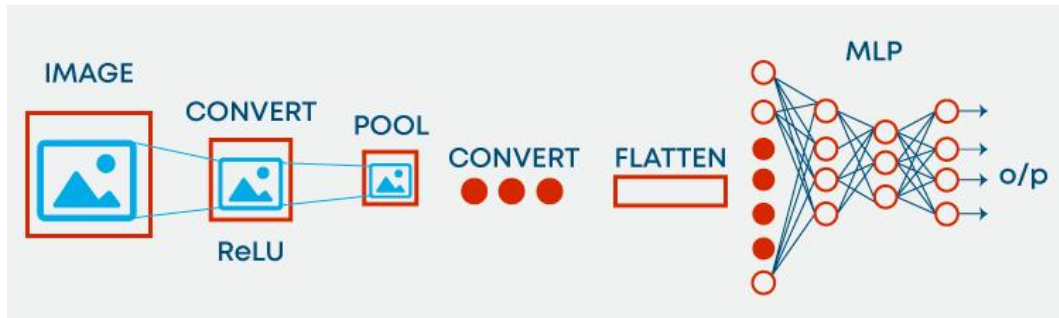 IMAGE
CONVERT
ReLU
POOL
CONVERT
FLATTEN
MLP
o/p